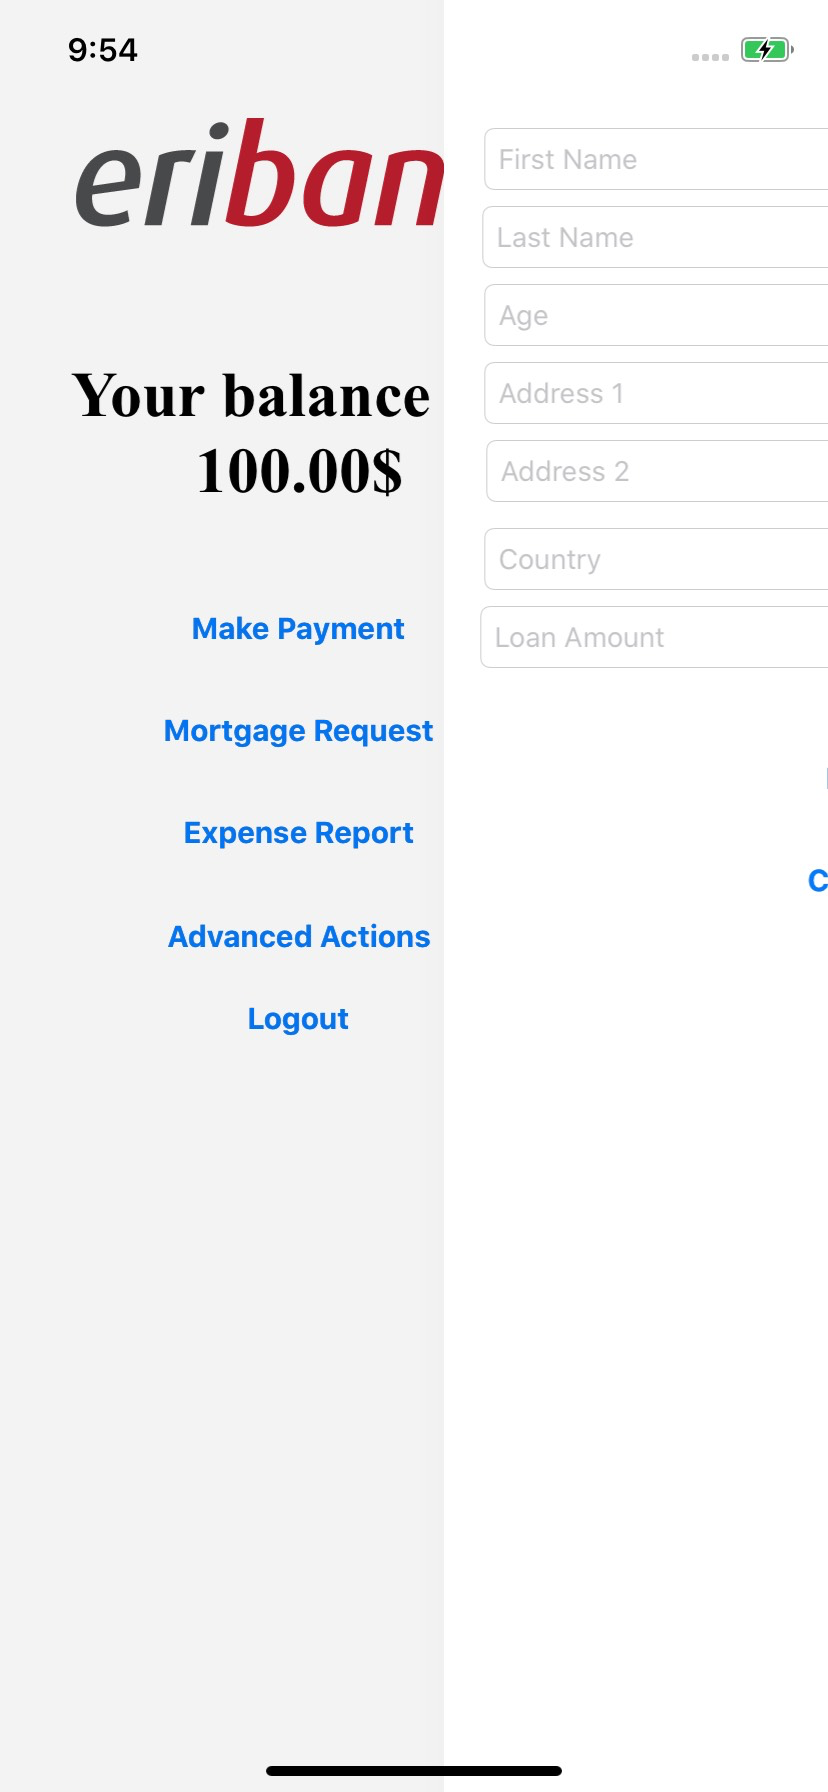 9:54
eriban
Your balance
100.00$
Make Payment
Mortgage Request
Expense Report
Advanced Actions
Logout
First Name
Last Name
Age
Address 1
Address 2
Country
Loan Amount
C